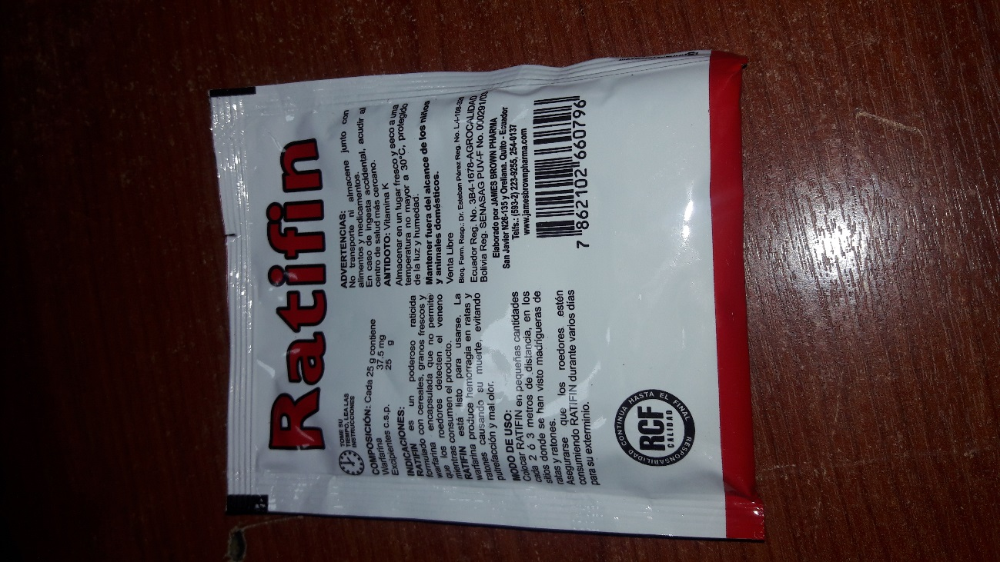 Ratifin
TOME SU
TIEMPO, LEA LAS
INSTRUCCIONES
COMPOSICIÓN: Cada 25 g contiene
Warfarina 37.5 mg
Excipientes c.s.p. 25 g
INDICACIONES:
RATIFIN es un poderoso raticida
formulado con cereales, granos frescos y
warfarina encapsulada que no permite
que los roedores detecten el veneno
mientras consumen el producto.
RATIFIN está listo para usarse. La
warfarina produce hemorragia en ratas y
ratones causando su muerte, evitando
putrefacción y mal olor.
MODO DE USO:
Colocar RATIFIN en pequeñas cantidades
cada 2 ó 3 metros de distancia, en los
sitios donde se han visto madrigueras de
ratas y ratones.
Asegurarse que los roedores estén
consumiendo RATIFIN durante varios días
para su exterminio.
ADVERTENCIAS:
No transporte ni almacene junto con
alimentos y medicamentos.
En caso de ingesta accidental, acudir al
centro de salud más cercano.
ANTIDOTO: Vitamina K
Almacenar en un lugar fresco y seco a una
temperatura no mayor a 30°C, protegido
de la luz y humedad.
Mantener fuera del alcance de los niños
y animales domésticos.
Venta Libre
Bioq. Farm. Resp.: Dr. Esteban Pérez Reg. No.
Ecuador Reg. No. 3B4-1678-AGROCALIDAD
Bolivia Reg. SENASAG PUV-F No. 000291/03
Elaborado por JAMES BROWN PHARMA
San Javier N26-135 y Orellana. Quito - Ecuador
Telfs.: (593-2) 223-9255, 254-0137
www.jamesbrownpharma.com
7 862102 660796
RESPONSABILIDAD CONTINUA HASTA EL FINAL
RCF
CALIDAD